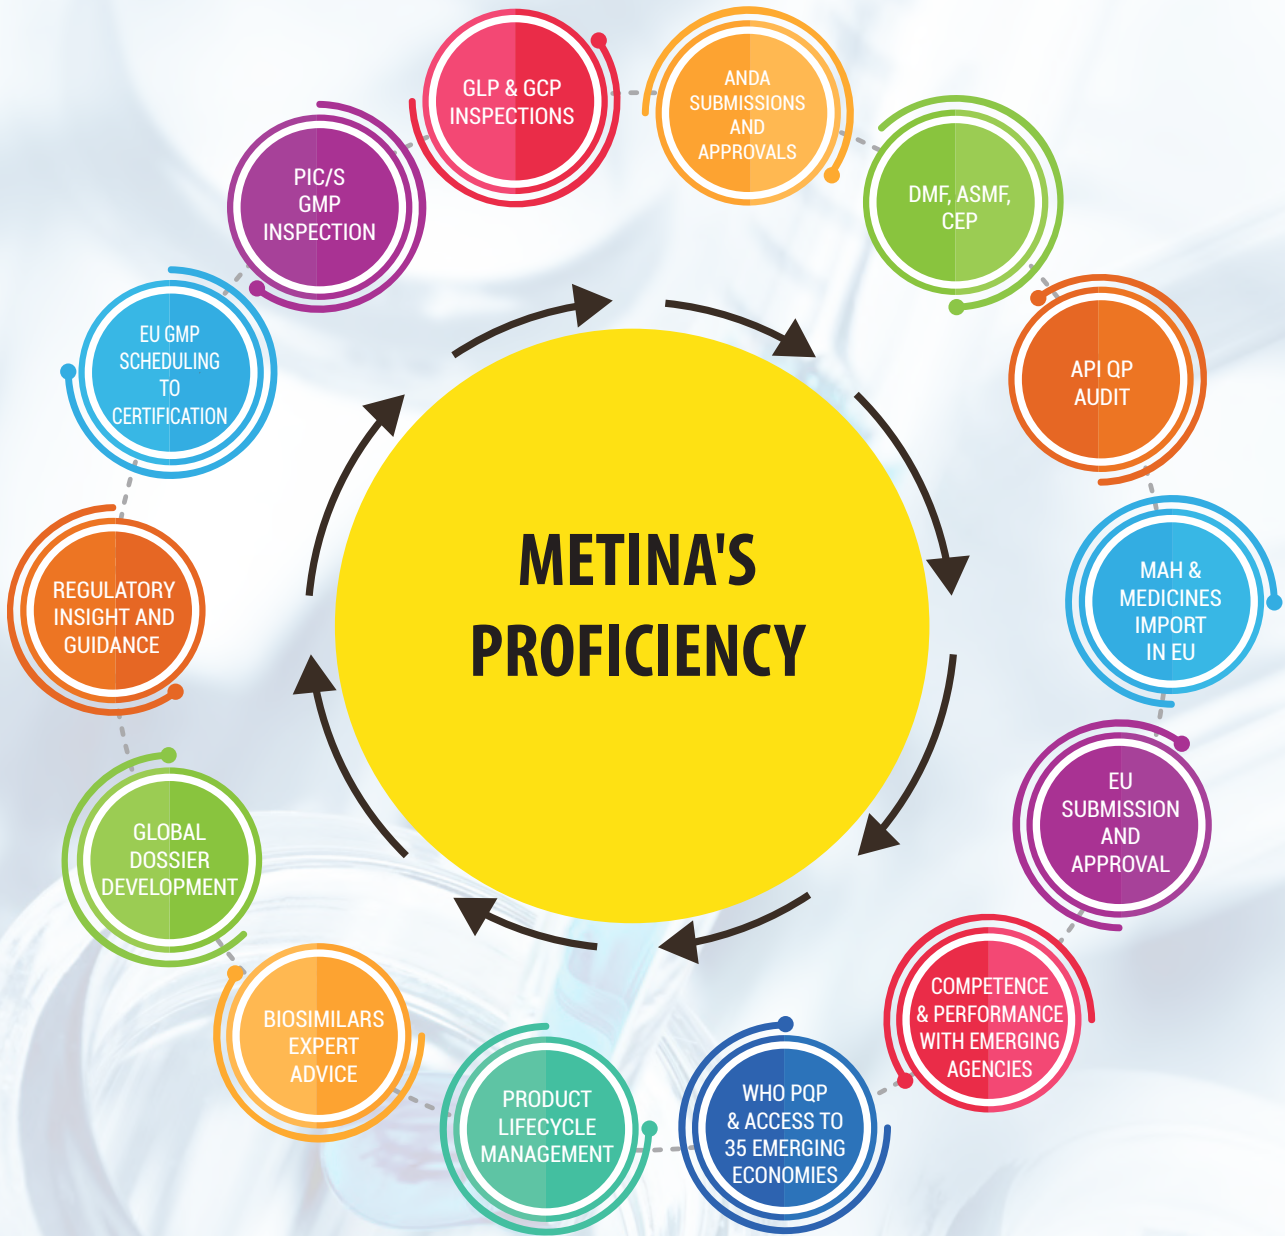 GLP & GCP
INSPECTIONS
ANDA
SUBMISSIONS
AND
APPROVALS
DMF, ASMF,
CEP
API QP
AUDIT
MAH &
MEDICINES
IMPORT
IN EU
EU
SUBMISSION
AND
APPROVAL
COMPETENCE
& PERFORMANCE
WITH EMERGING
AGENCIES
WHO PQP
& ACCESS TO
35 EMERGING
ECONOMIES
PRODUCT
LIFECYCLE
MANAGEMENT
BIOSIMILARS
EXPERT
ADVICE
GLOBAL
DOSSIER
DEVELOPMENT
REGULATORY
INSIGHT AND
GUIDANCE
EU GMP
SCHEDULING
TO
CERTIFICATION
PIC/S
GMP
INSPECTION
METINA'S
PROFICIENCY